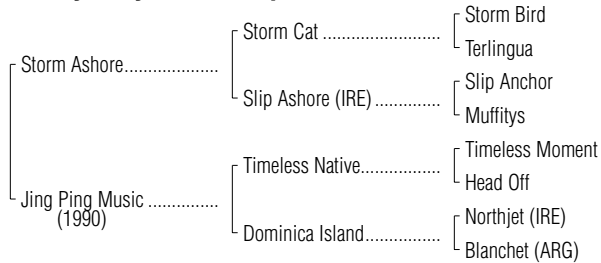 Storm Bird
Storm Cat ........................
Terlingua
Storm Ashore....................
Slip Anchor
Slip Ashore (IRE) ..............
Muffitys
Timeless Moment
Timeless Native.................
Head Off
Jing Ping Music ...............
(1990)
Northjet (IRE)
Dominica Island................
Blanchet (ARG)